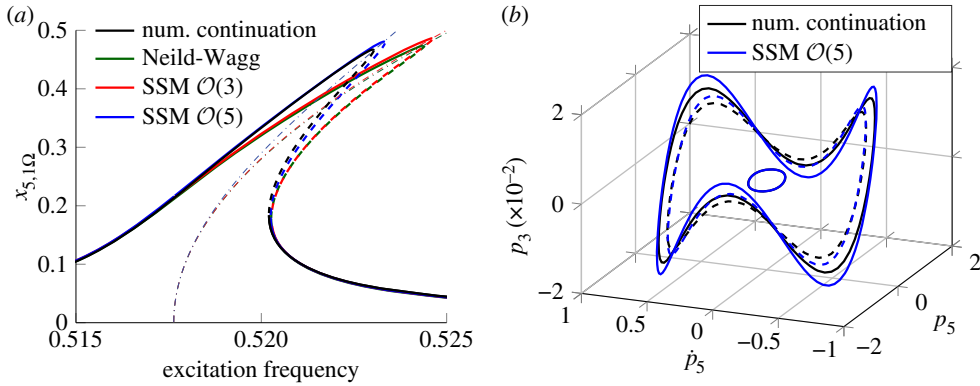 (a)
num. continuation
Neild-Wagg
SSM O(3)
SSM O(5)
0.5
0.4
0.3
0.2
0.1
0
x5,1Ω
0.515
0.520
0.525
excitation frequency
(b)
num. continuation
SSM O(5)
2
0
−2
p3 (×10−2)
1
0.5
0
−0.5
−1
ṗ5
−2
0
2
p5